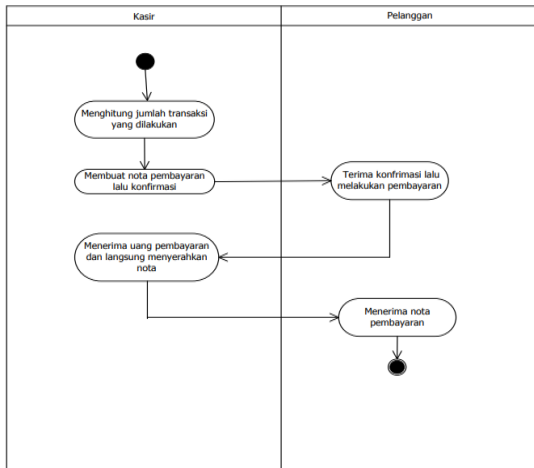 Kasir
Pelanggan
Menghitung jumlah transaksi
yang dilakukan
Membuat nota pembayaran
lalu konfirmasi
Terima konfrimasi lalu
melakukan pembayaran
Menerima uang pembayaran
dan langsung menyerahkan
nota
Menerima nota
pembayaran